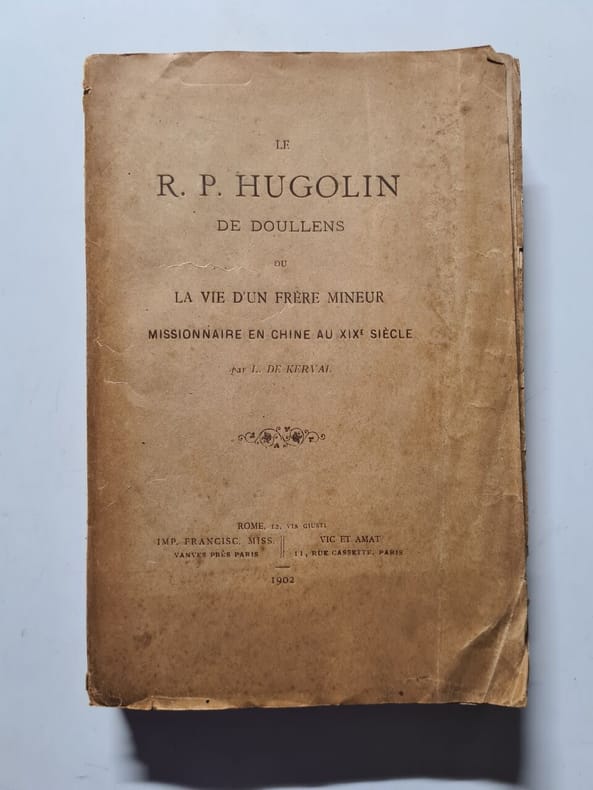 LE
R. P. HUGOLIN
DE DOULLENS
OU
LA VIE D'UN FRÈRE MINEUR
MISSIONNAIRE EN CHINE AU XIXᵉ SIÈCLE
par L. DE KERVAL
ROME, 12, VIA GIUSTI
IMP. FRANCISC. MISS.
VANVES PRÈS PARIS
VIC ET AMAT
11, RUE CASSETTE, PARIS
1902